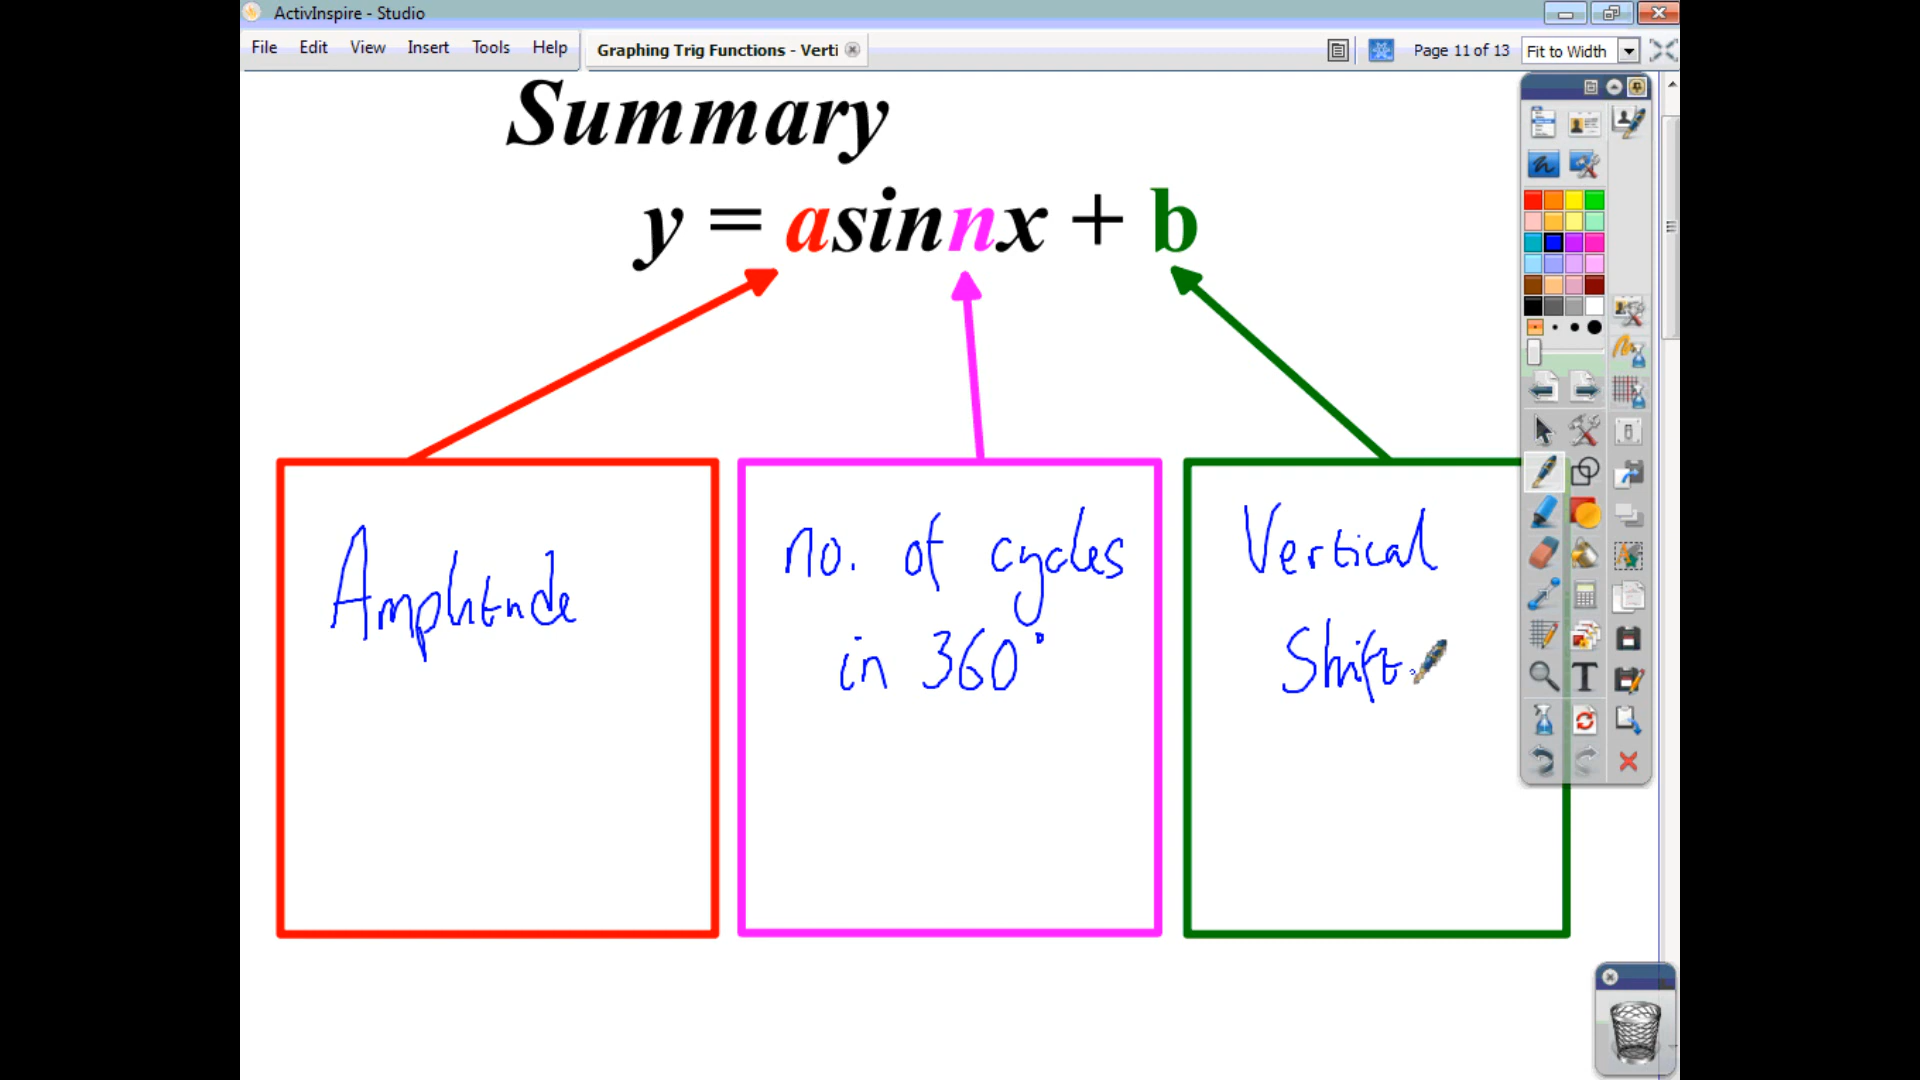 ActivInspire - Studio
File Edit View Insert Tools Help
Graphing Trig Functions - Verti
Page 11 of 13
Fit to Width
Summary
y = asinnx + b
Amplitude
no. of cycles
in 360°
Vertical
Shift.